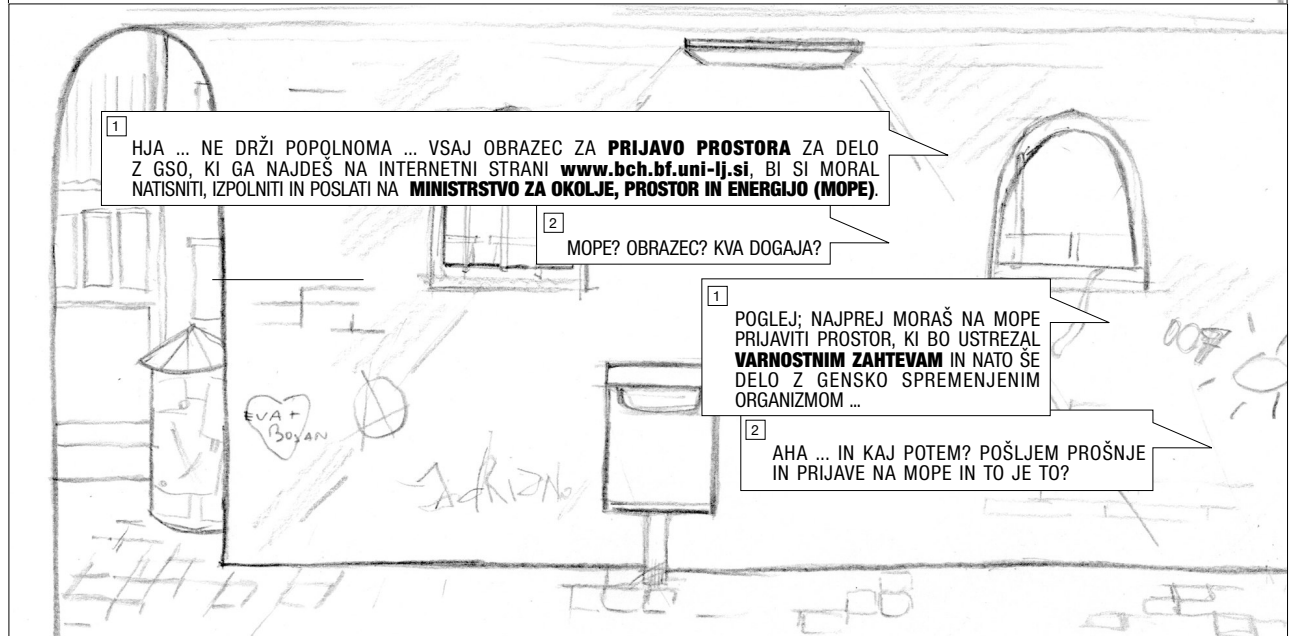 1
HJA ... NE DRŽI POPOLNOMA ... VSAJ OBRAZEC ZA PRIJAVO PROSTORA ZA DELO
Z GSO, KI GA NAJDEŠ NA INTERNETNI STRANI www.bch.bf.uni-lj.si, BI SI MORAL
NATISNITI, IZPOLNITI IN POSLATI NA MINISTRSTVO ZA OKOLJE, PROSTOR IN ENERGIJO (MOPE).
2
MOPE? OBRAZEC? KVA DOGAJA?
1
POGLEJ; NAJPREJ MORAŠ NA MOPE
PRIJAVITI PROSTOR, KI BO USTREZAL
VARNOSTNIM ZAHTEVAM IN NATO ŠE
DELO Z GENSKO SPREMENJENIM
ORGANIZMOM ...
2
AHA ... IN KAJ POTEM? POŠLJEM PROŠNJE
IN PRIJAVE NA MOPE IN TO JE TO?
EVA +
BOJAN
A
Adriano